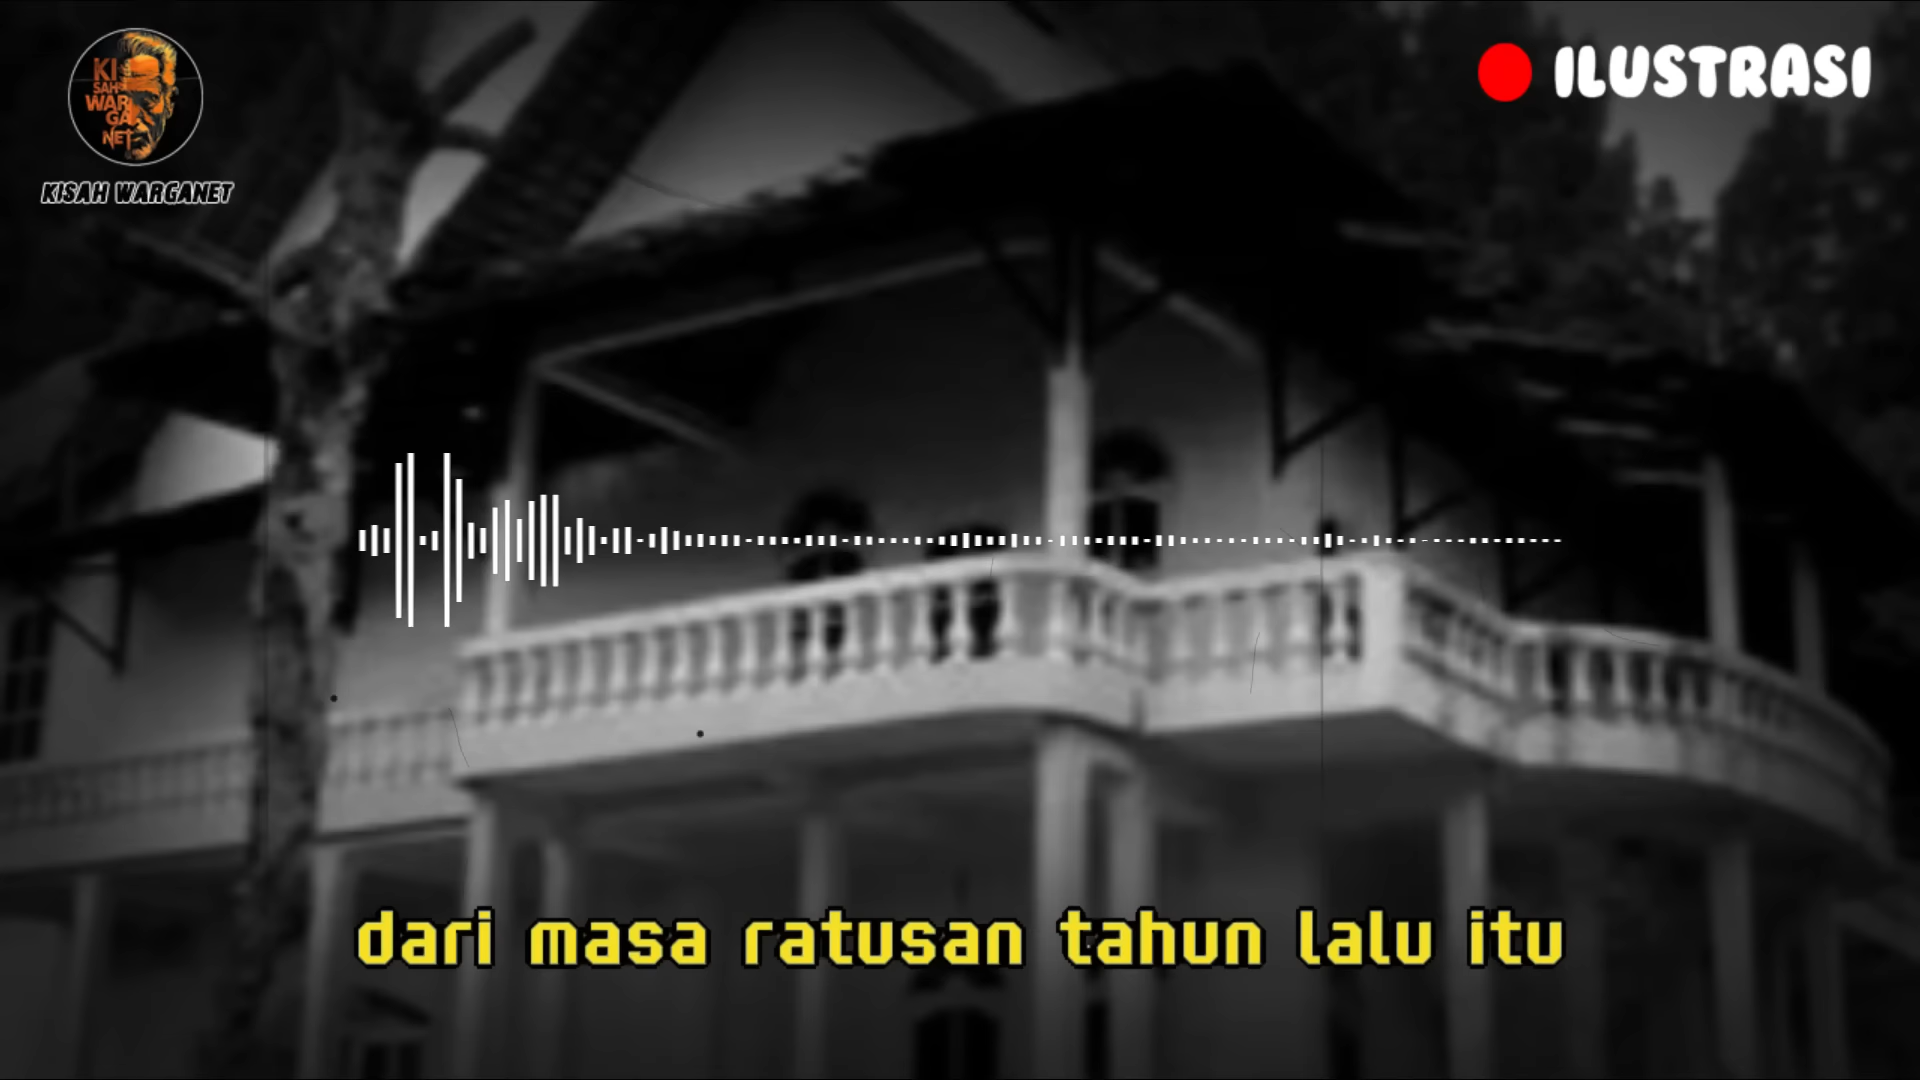 KI
SAH
WAR
GA
NET
KISAH WARGANET
ILUSTRASI
dari masa ratusan tahun lalu itu